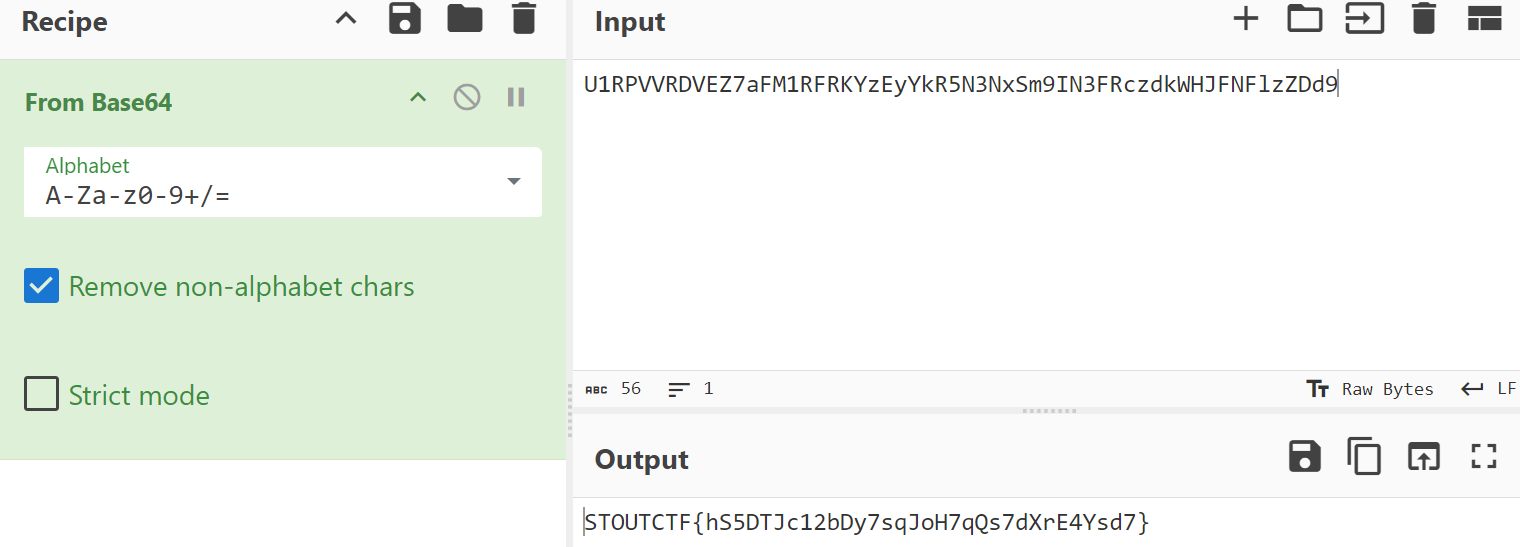 Recipe
From Base64
Alphabet
A-Za-z0-9+/=
Remove non-alphabet chars
Strict mode
Input
U1RPVVRDVEZ7aFM1RFRKYzEyYkR5N3NxSm9IN3FRczdkWHJFNFlzZDd9
ABC 56 1
Tт Raw Bytes LF
Output
STOUTCTF{hS5DTJc12bDy7sqJoH7qQs7dXrE4Ysd7}